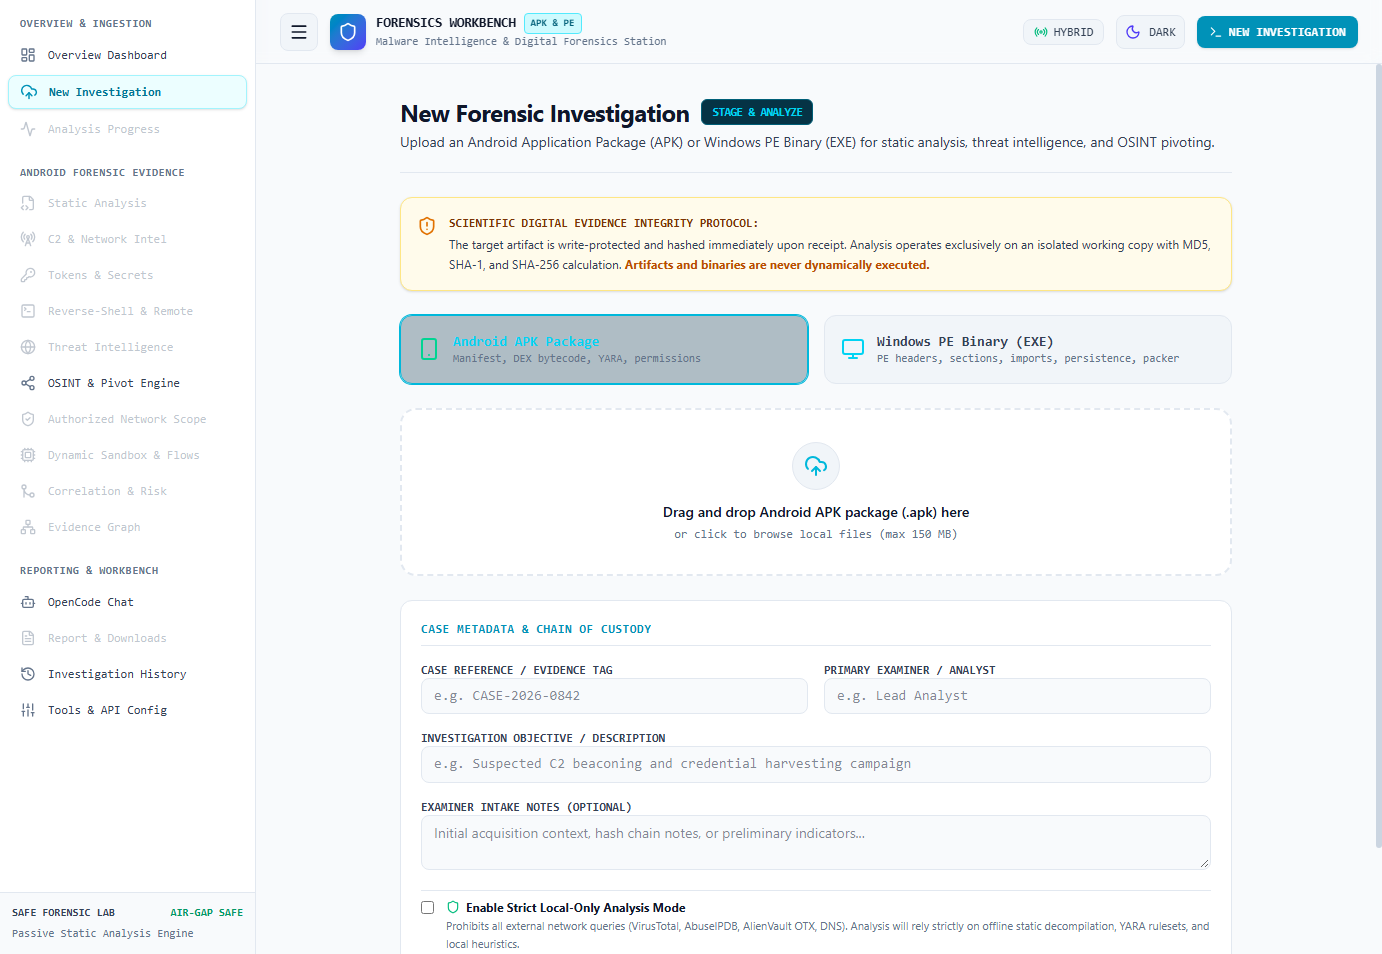 OVERVIEW & INGESTION
Overview Dashboard
New Investigation
Analysis Progress
ANDROID FORENSIC EVIDENCE
Static Analysis
C2 & Network Intel
Tokens & Secrets
Reverse-Shell & Remote
Threat Intelligence
OSINT & Pivot Engine
Authorized Network Scope
Dynamic Sandbox & Flows
Correlation & Risk
Evidence Graph
REPORTING & WORKBENCH
OpenCode Chat
Report & Downloads
Investigation History
Tools & API Config
SAFE FORENSIC LAB AIR-GAP SAFE
Passive Static Analysis Engine
FORENSICS WORKBENCH APK & PE
Malware Intelligence & Digital Forensics Station
HYBRID
DARK
NEW INVESTIGATION
New Forensic Investigation STAGE & ANALYZE
Upload an Android Application Package (APK) or Windows PE Binary (EXE) for static analysis, threat intelligence, and OSINT pivoting.
SCIENTIFIC DIGITAL EVIDENCE INTEGRITY PROTOCOL:
The target artifact is write-protected and hashed immediately upon receipt. Analysis operates exclusively on an isolated working copy with MD5,
SHA-1, and SHA-256 calculation. Artifacts and binaries are never dynamically executed.
Android APK Package
Manifest, DEX bytecode, YARA, permissions
Windows PE Binary (EXE)
PE headers, sections, imports, persistence, packer
Drag and drop Android APK package (.apk) here
or click to browse local files (max 150 MB)
CASE METADATA & CHAIN OF CUSTODY
CASE REFERENCE / EVIDENCE TAG
e.g. CASE-2026-0842
PRIMARY EXAMINER / ANALYST
e.g. Lead Analyst
INVESTIGATION OBJECTIVE / DESCRIPTION
e.g. Suspected C2 beaconing and credential harvesting campaign
EXAMINER INTAKE NOTES (OPTIONAL)
Initial acquisition context, hash chain notes, or preliminary indicators...
Enable Strict Local-Only Analysis Mode
Prohibits all external network queries (VirusTotal, AbuseIPDB, AlienVault OTX, DNS). Analysis will rely strictly on offline static decompilation, YARA rulesets, and
local heuristics.